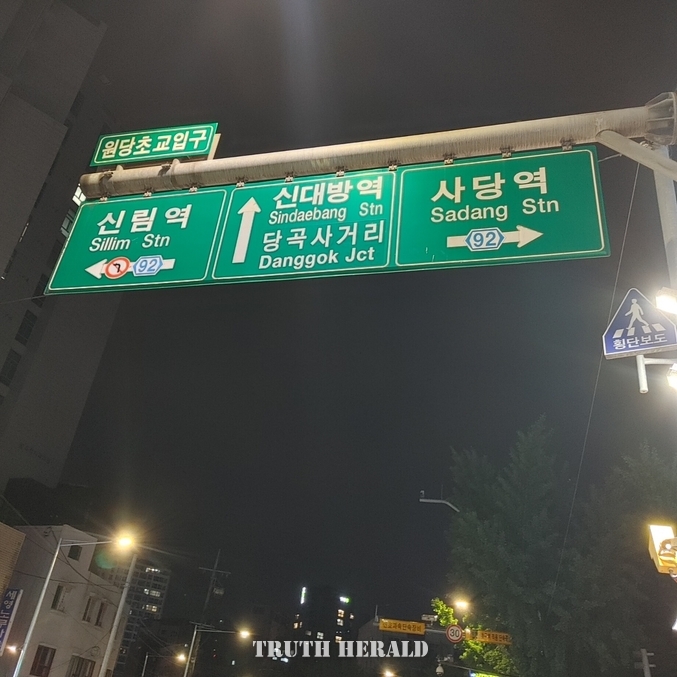 원당초교입구
신림역
Sillim Stn
92
신대방역
Sindaebang Stn
당곡사거리
Danggok Jct
사당역
Sadang Stn
92
횡단보도
30
TRUTH HERALD